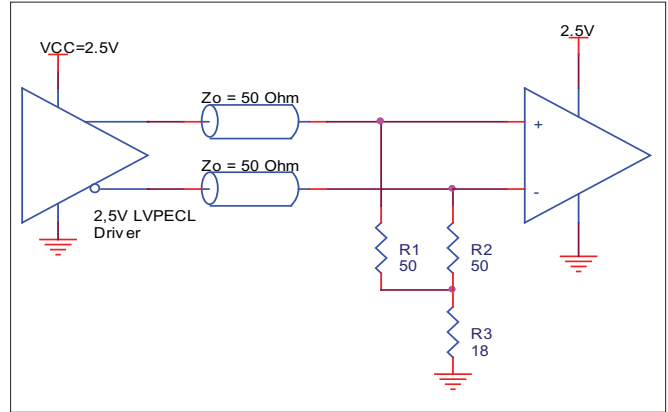 VCC=2.5V
2.5V
Zo = 50 Ohm
+
Zo = 50 Ohm
-
2,5V LVPECL
Driver
R1
50
R2
50
R3
18